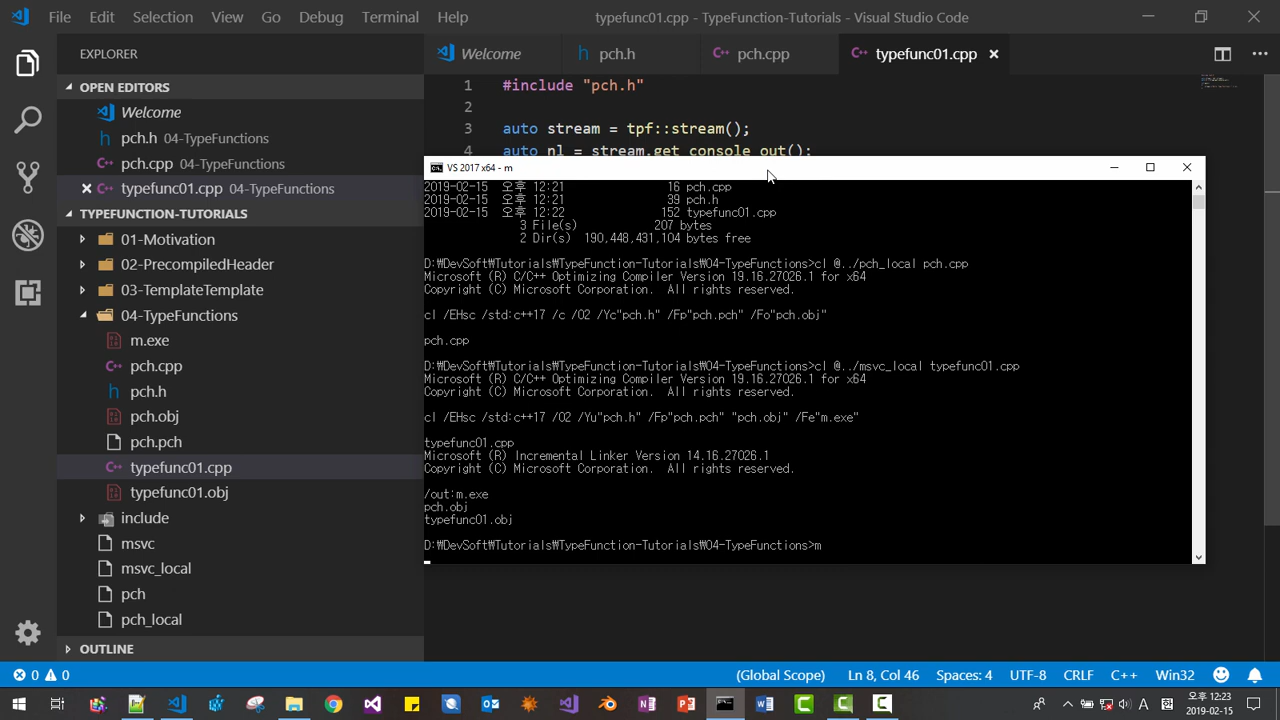 File Edit Selection View Go Debug Terminal Help typefunc01.cpp - TypeFunction-Tutorials - Visual Studio Code
EXPLORER
Welcome pch.h pch.cpp typefunc01.cpp
OPEN EDITORS
Welcome
pch.h 04-TypeFunctions
pch.cpp 04-TypeFunctions
typefunc01.cpp 04-TypeFunctions
TYPEFUNCTION-TUTORIALS
01-Motivation
02-PrecompiledHeader
03-TemplateTemplate
04-TypeFunctions
m.exe
pch.cpp
pch.h
pch.obj
pch.pch
typefunc01.cpp
typefunc01.obj
include
msvc
msvc_local
pch
pch_local
OUTLINE
1 #include "pch.h"
2
3 auto stream = tpf::stream();
4 auto nl = stream.get_console_out();
VS 2017 x64 - m
2019-02-15 오후 12:21 16 pch.cpp
2019-02-15 오후 12:21 39 pch.h
2019-02-15 오후 12:22 152 typefunc01.cpp
3 File(s) 207 bytes
2 Dir(s) 190,448,431,104 bytes free
D:₩DevSoft₩Tutorials₩TypeFunction-Tutorials₩04-TypeFunctions>cl @../pch_local pch.cpp
Microsoft (R) C/C++ Optimizing Compiler Version 19.16.27026.1 for x64
Copyright (C) Microsoft Corporation. All rights reserved.
cl /EHsc /std:c++17 /c /O2 /Yc"pch.h" /Fp"pch.pch" /Fo"pch.obj"
pch.cpp
D:₩DevSoft₩Tutorials₩TypeFunction-Tutorials₩04-TypeFunctions>cl @../msvc_local typefunc01.cpp
Microsoft (R) C/C++ Optimizing Compiler Version 19.16.27026.1 for x64
Copyright (C) Microsoft Corporation. All rights reserved.
cl /EHsc /std:c++17 /O2 /Yu"pch.h" /Fp"pch.pch" "pch.obj" /Fe"m.exe"
typefunc01.cpp
Microsoft (R) Incremental Linker Version 14.16.27026.1
Copyright (C) Microsoft Corporation. All rights reserved.
/out:m.exe
pch.obj
typefunc01.obj
D:₩DevSoft₩Tutorials₩TypeFunction-Tutorials₩04-TypeFunctions>m
0 0 (Global Scope) Ln 8, Col 46 Spaces: 4 UTF-8 CRLF C++ Win32
A 오후 12:23
2019-02-15